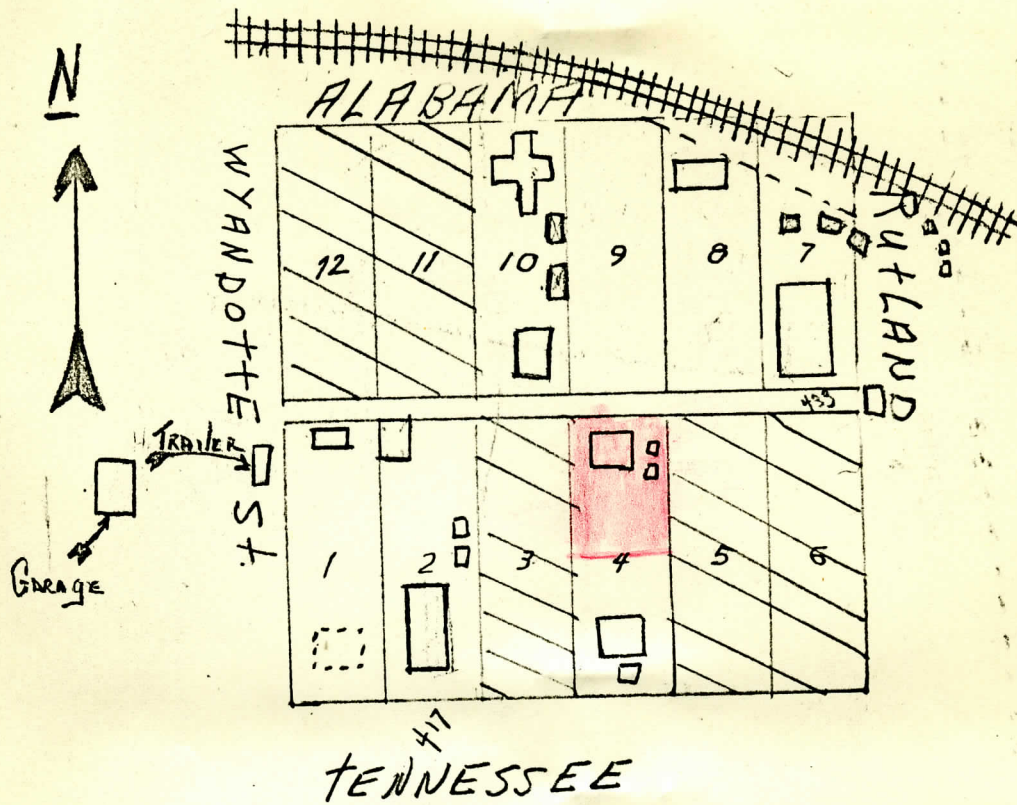 N
ALABAMA
WYANDOTTE St.
RUtLAND
12 11 10 9 8 7
433
TRAILER
GARAGE
1 2 3 4 5 6
417
tENNESSEE